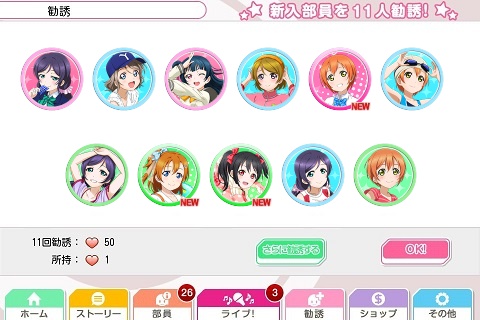 勧誘
新入部員を11人勧誘!
NEW
NEW
NEW
11回勧誘: 50
所持: 1
さらに勧誘する
OK!
26
3
ホーム
ストーリー
部員
ライブ!
勧誘
ショップ
その他